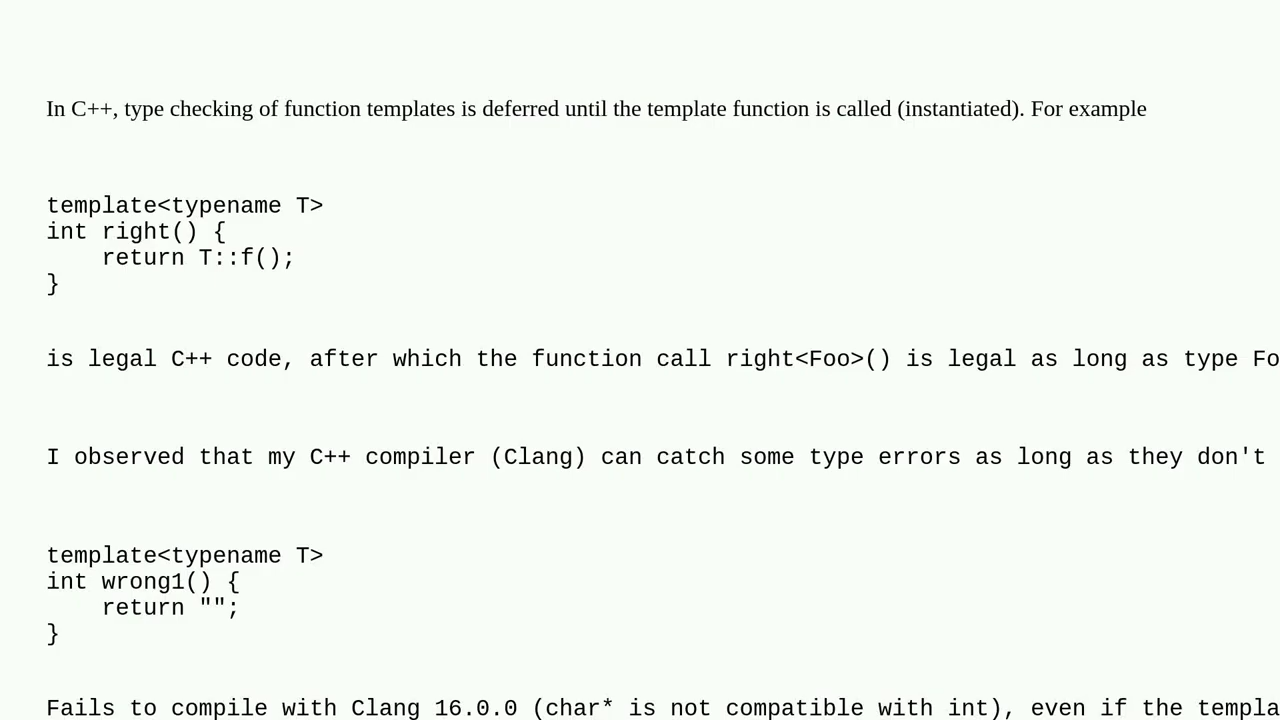 In C++, type checking of function templates is deferred until the template function is called (instantiated). For example
template<typename T>
int right() {
    return T::f();
}
is legal C++ code, after which the function call right<Foo>() is legal as long as type Fo
I observed that my C++ compiler (Clang) can catch some type errors as long as they don't
template<typename T>
int wrong1() {
    return "";
}
Fails to compile with Clang 16.0.0 (char* is not compatible with int), even if the templa